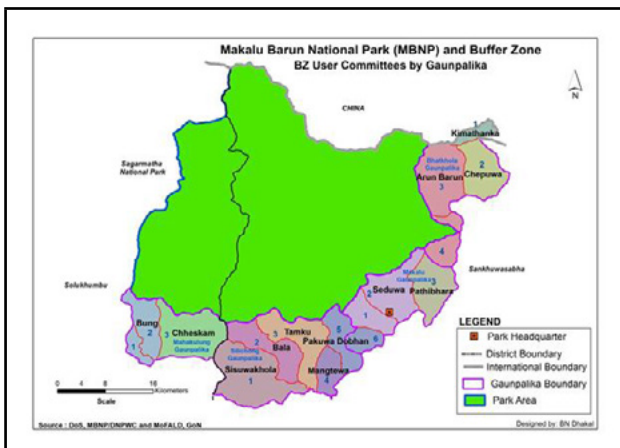 Makalu Barun National Park (MBNP) and Buffer Zone
BZ User Committees by Gaunpalika
N
CHINA
1
Kimathanka
Sagarmatha
National Park
Bhotkhola
Gaunpalika
Arun Barun
3
2
Chepuwa
4
Sankhuwasabha
Makalu
Gaunpalika
3
Seduwa
Pathibhara
2
1
Solukhumbu
Bung
1
2
3
Chheskam
Mahakulung
Gaunpalika
2
3
Tamku
5
Pakuwa Dobhan
6
Silichong
Gaunpalika
Bala
Sisuwakhola
1
Mangtewa
4
LEGEND
Park Headquarter
District Boundary
International Boundary
Gaunpalika Boundary
Park Area
0 4 8 16
Kilometers
Scale
Source : DoS, MBNP/DNPWC and MoFALD, GoN
Designed by: BN Dhakal